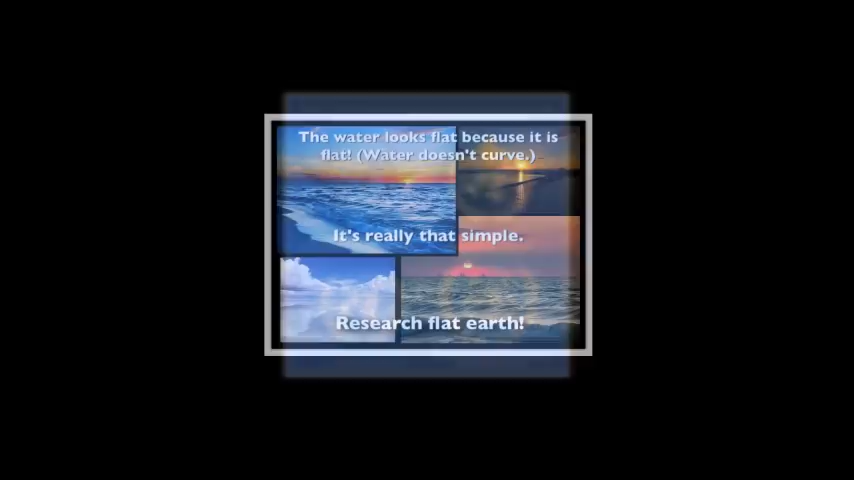 The water looks flat because it is
flat! (Water doesn't curve.)
It's really that simple.
Research flat earth!